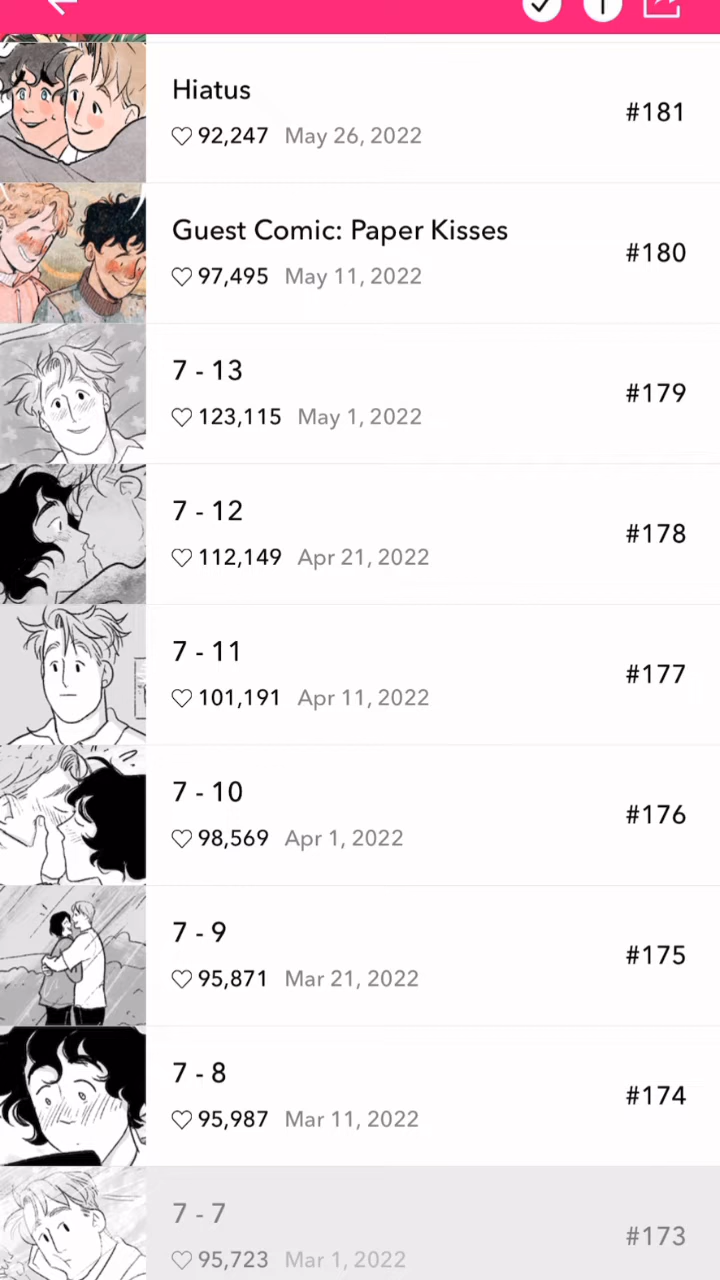 Hiatus
92,247 May 26, 2022
#181
Guest Comic: Paper Kisses
97,495 May 11, 2022
#180
7 - 13
123,115 May 1, 2022
#179
7 - 12
112,149 Apr 21, 2022
#178
7 - 11
101,191 Apr 11, 2022
#177
7 - 10
98,569 Apr 1, 2022
#176
7 - 9
95,871 Mar 21, 2022
#175
7 - 8
95,987 Mar 11, 2022
#174
7 - 7
95,723 Mar 1, 2022
#173